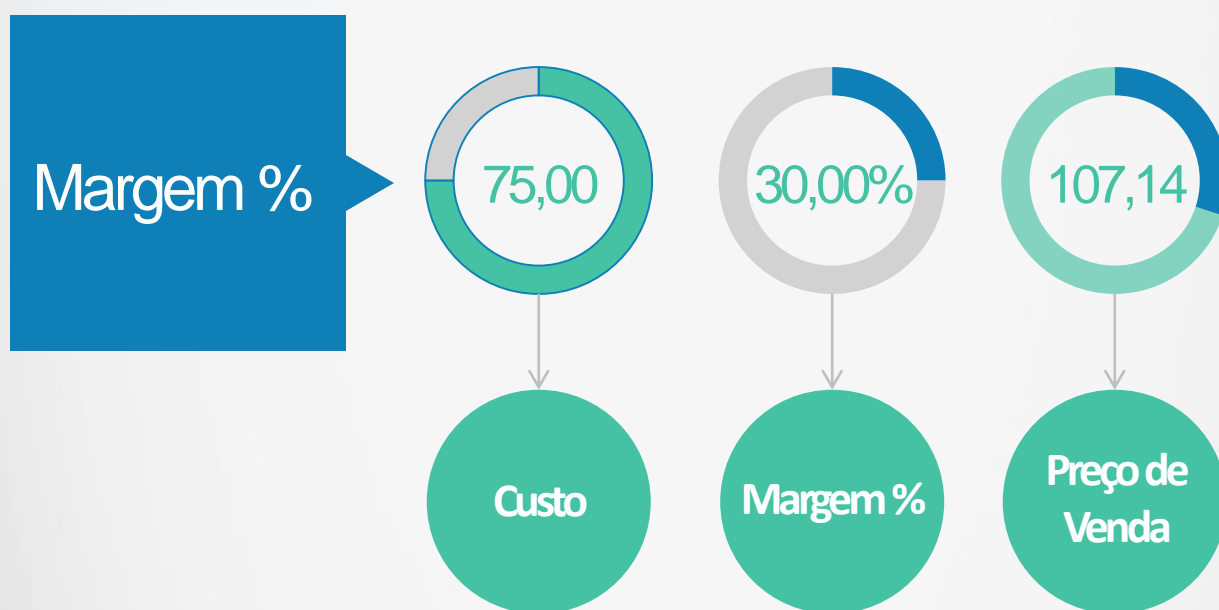 Margem %
75,00
30,00%
107,14
Custo
Margem %
Preço de
Venda